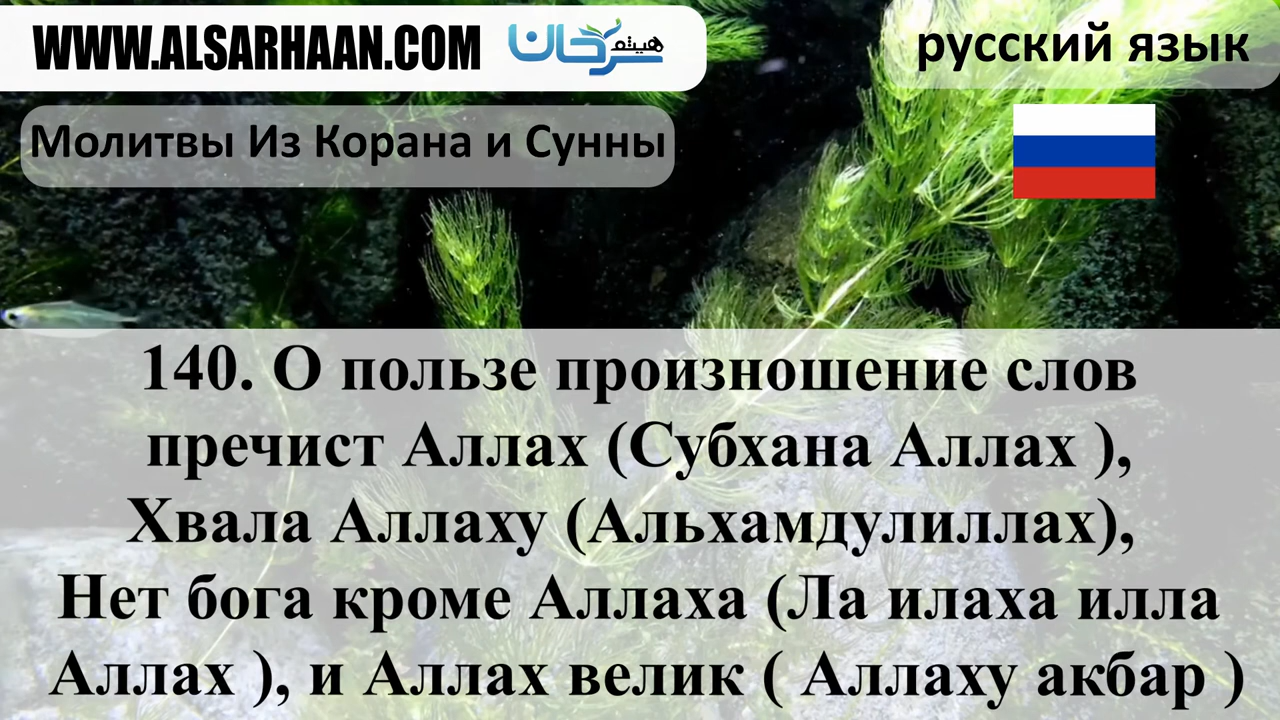 WWW.ALSARHAAN.COM
هيثم سرحان
русский язык
Молитвы Из Корана и Сунны
140. О пользе произношение слов
пречист Аллах (Субхана Аллах ),
Хвала Аллаху (Альхамдулиллах),
Нет бога кроме Аллаха (Ла илаха илла
Аллах ), и Аллах велик ( Аллаху акбар )